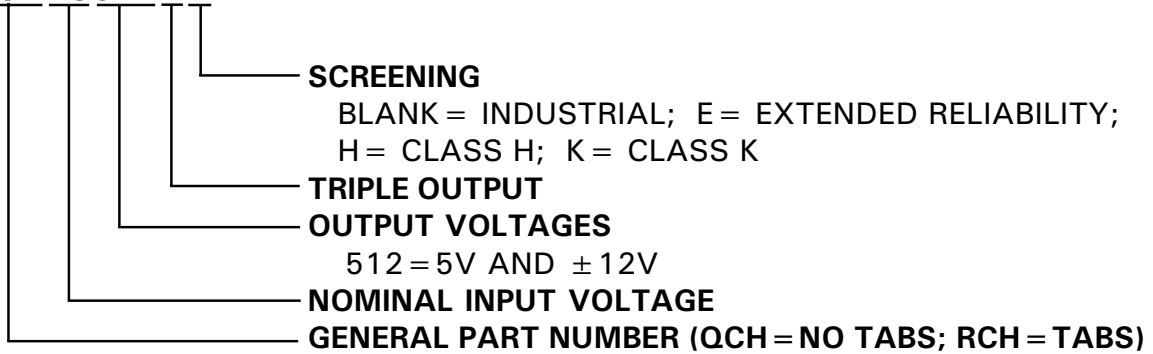 SCREENING
BLANK = INDUSTRIAL; E = EXTENDED RELIABILITY;
H = CLASS H; K = CLASS K
TRIPLE OUTPUT
OUTPUT VOLTAGES
512 = 5V AND ±12V
NOMINAL INPUT VOLTAGE
GENERAL PART NUMBER (QCH = NO TABS; RCH = TABS)